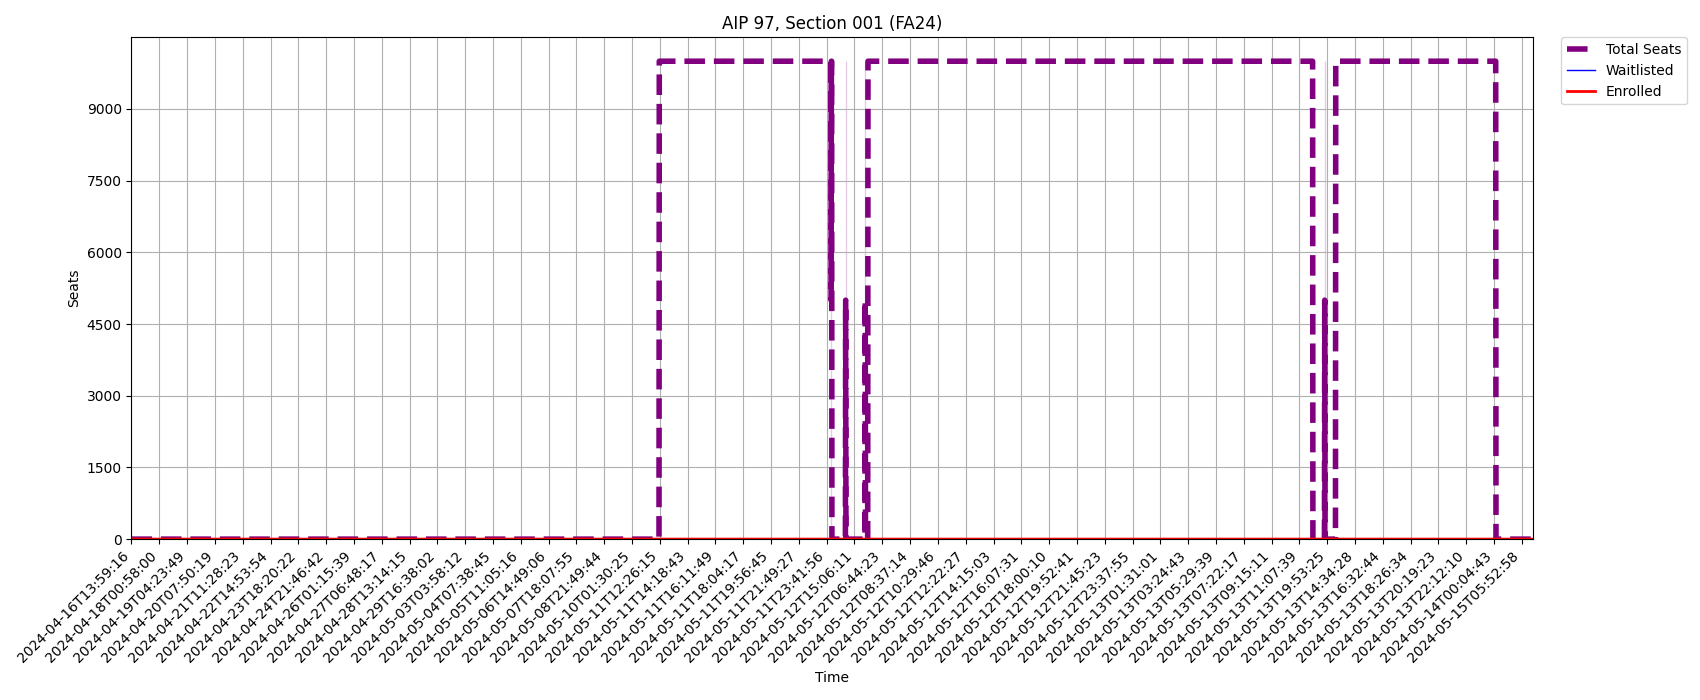 AIP 97, Section 001 (FA24)
Total Seats
Waitlisted
Enrolled
Seats
9000
7500
6000
4500
3000
1500
0
2024-04-16T13:59:16
2024-04-18T00:58:00
2024-04-19T04:23:49
2024-04-20T07:50:19
2024-04-21T11:28:23
2024-04-22T14:53:54
2024-04-23T18:20:22
2024-04-24T21:46:42
2024-04-26T01:15:39
2024-04-27T06:48:17
2024-04-28T13:14:15
2024-04-29T16:38:02
2024-05-03T03:58:12
2024-05-04T07:38:45
2024-05-05T11:05:16
2024-05-06T14:49:06
2024-05-07T18:07:55
2024-05-08T21:49:44
2024-05-10T01:30:25
2024-05-11T12:26:15
2024-05-11T14:18:43
2024-05-11T16:11:49
2024-05-11T18:04:17
2024-05-11T19:56:45
2024-05-11T21:49:27
2024-05-11T23:41:56
2024-05-12T15:06:11
2024-05-12T06:44:23
2024-05-12T08:37:14
2024-05-12T10:29:46
2024-05-12T12:22:27
2024-05-12T14:15:03
2024-05-12T16:07:31
2024-05-12T18:00:10
2024-05-12T19:52:41
2024-05-12T21:45:23
2024-05-12T23:37:55
2024-05-13T01:31:01
2024-05-13T03:24:43
2024-05-13T05:29:39
2024-05-13T07:22:17
2024-05-13T09:15:11
2024-05-13T11:07:39
2024-05-13T19:53:25
2024-05-13T14:34:28
2024-05-13T16:32:44
2024-05-13T18:26:34
2024-05-13T20:19:23
2024-05-13T22:12:10
2024-05-14T00:04:43
2024-05-15T05:52:58
Time